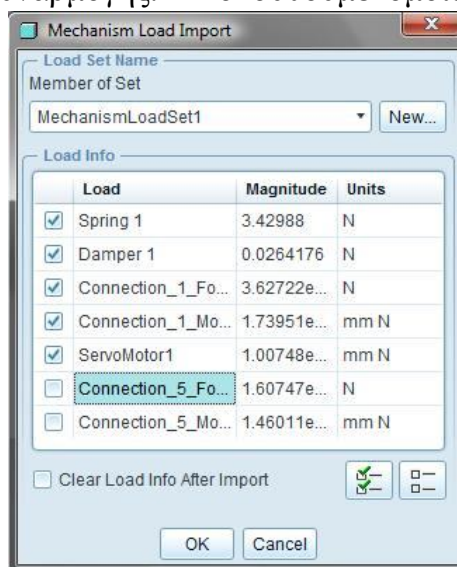 Mechanism Load Import
Load Set Name
Member of Set
MechanismLoadSet1
New...
Load Info
Load Magnitude Units
Spring 1 3.42988 N
Damper 1 0.0264176 N
Connection_1_Fo... 3.62722e... N
Connection_1_Mo... 1.73951e... mm N
ServoMotor1 1.00748e... mm N
Connection_5_Fo... 1.60747e... N
Connection_5_Mo... 1.46011e... mm N
Clear Load Info After Import
OK Cancel